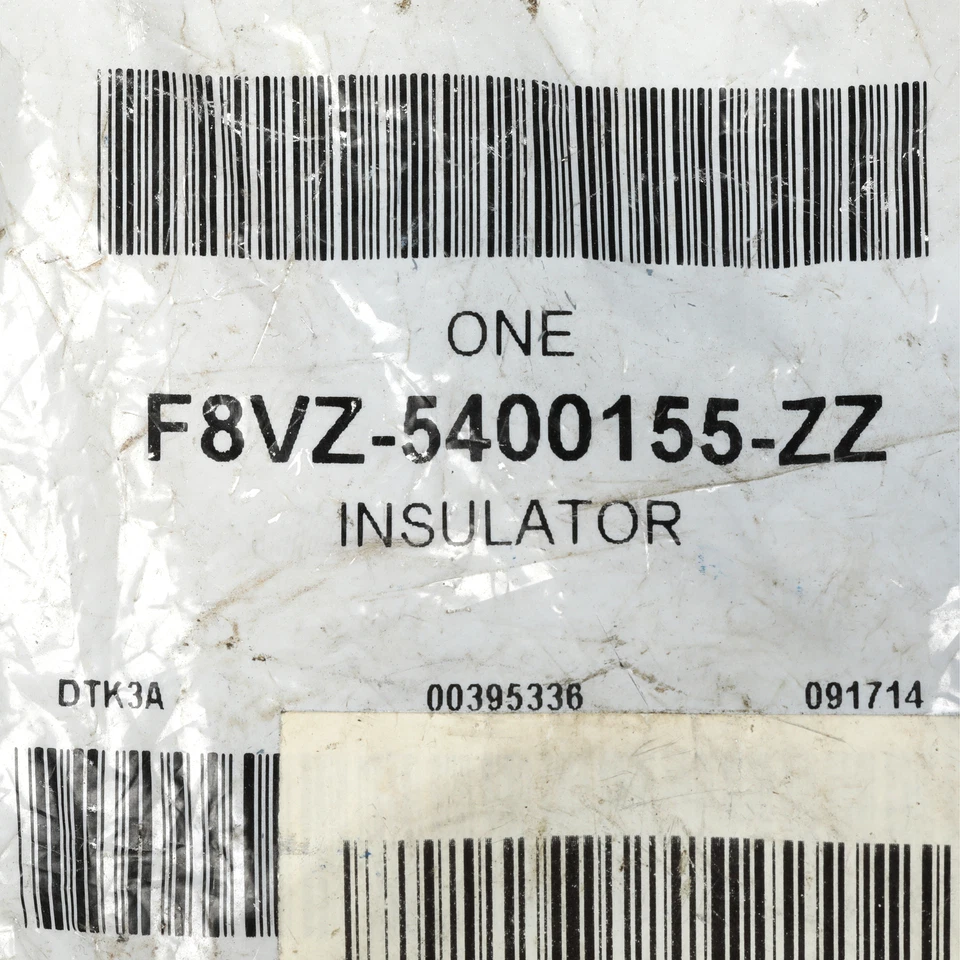 ONE
F8VZ-5400155-ZZ
INSULATOR
DTK3A 00395336 091714